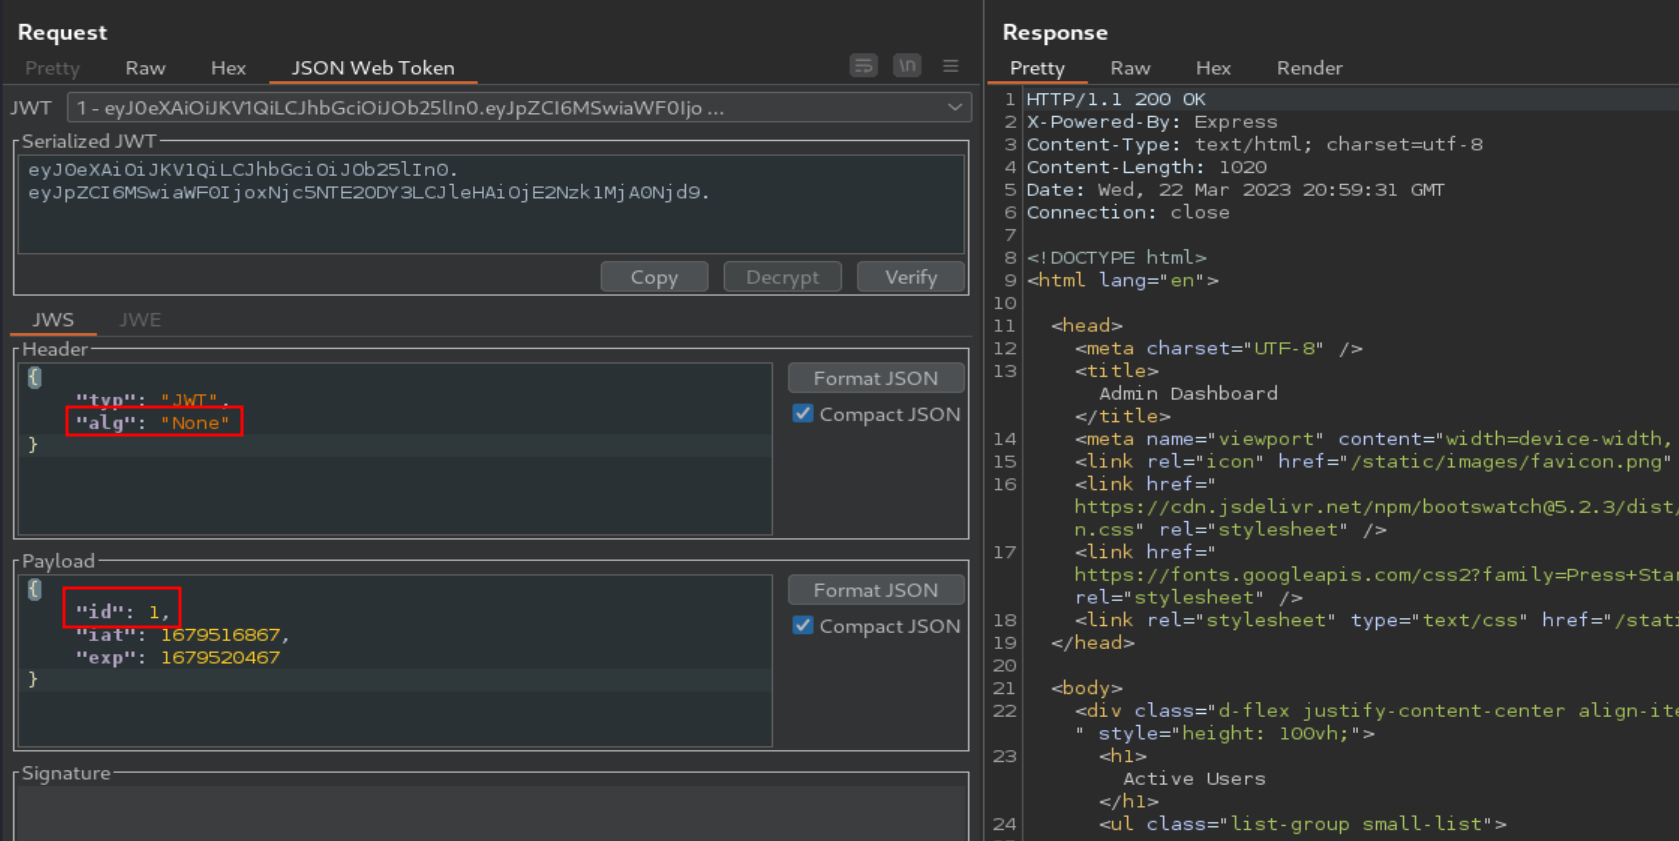 Request
Pretty Raw Hex JSON Web Token
\n
JWT 1 - eyJ0eXAiOiJKV1QiLCJhbGciOiJOb25lIn0.eyJpZCI6MSwiaWF0Ijo ...
Serialized JWT
eyJ0eXAiOiJKV1QiLCJhbGciOiJOb25lIn0.
eyJpZCI6MSwiaWF0IjoxNjc5NTE2ODY3LCJleHAiOjE2Nzk1MjA0Njd9.
Copy Decrypt Verify
JWS JWE
Header
{
"typ": "JWT",
"alg": "None"
}
Format JSON
Compact JSON
Payload
{
"id": 1,
"iat": 1679516867,
"exp": 1679520467
}
Format JSON
Compact JSON
Signature
Response
Pretty Raw Hex Render
1 HTTP/1.1 200 OK
2 X-Powered-By: Express
3 Content-Type: text/html; charset=utf-8
4 Content-Length: 1020
5 Date: Wed, 22 Mar 2023 20:59:31 GMT
6 Connection: close
7
8 <!DOCTYPE html>
9 <html lang="en">
10
11 <head>
12 <meta charset="UTF-8" />
13 <title>
Admin Dashboard
</title>
14 <meta name="viewport" content="width=device-width,
15 <link rel="icon" href="/static/images/favicon.png"
16 <link href="
https://cdn.jsdelivr.net/npm/bootswatch@5.2.3/dist/
n.css" rel="stylesheet" />
17 <link href="
https://fonts.googleapis.com/css2?family=Press+Sta
rel="stylesheet" />
18 <link rel="stylesheet" type="text/css" href="/stati
19 </head>
20
21 <body>
22 <div class="d-flex justify-content-center align-ite
" style="height: 100vh;">
23 <h1>
Active Users
</h1>
24 <ul class="list-group small-list">